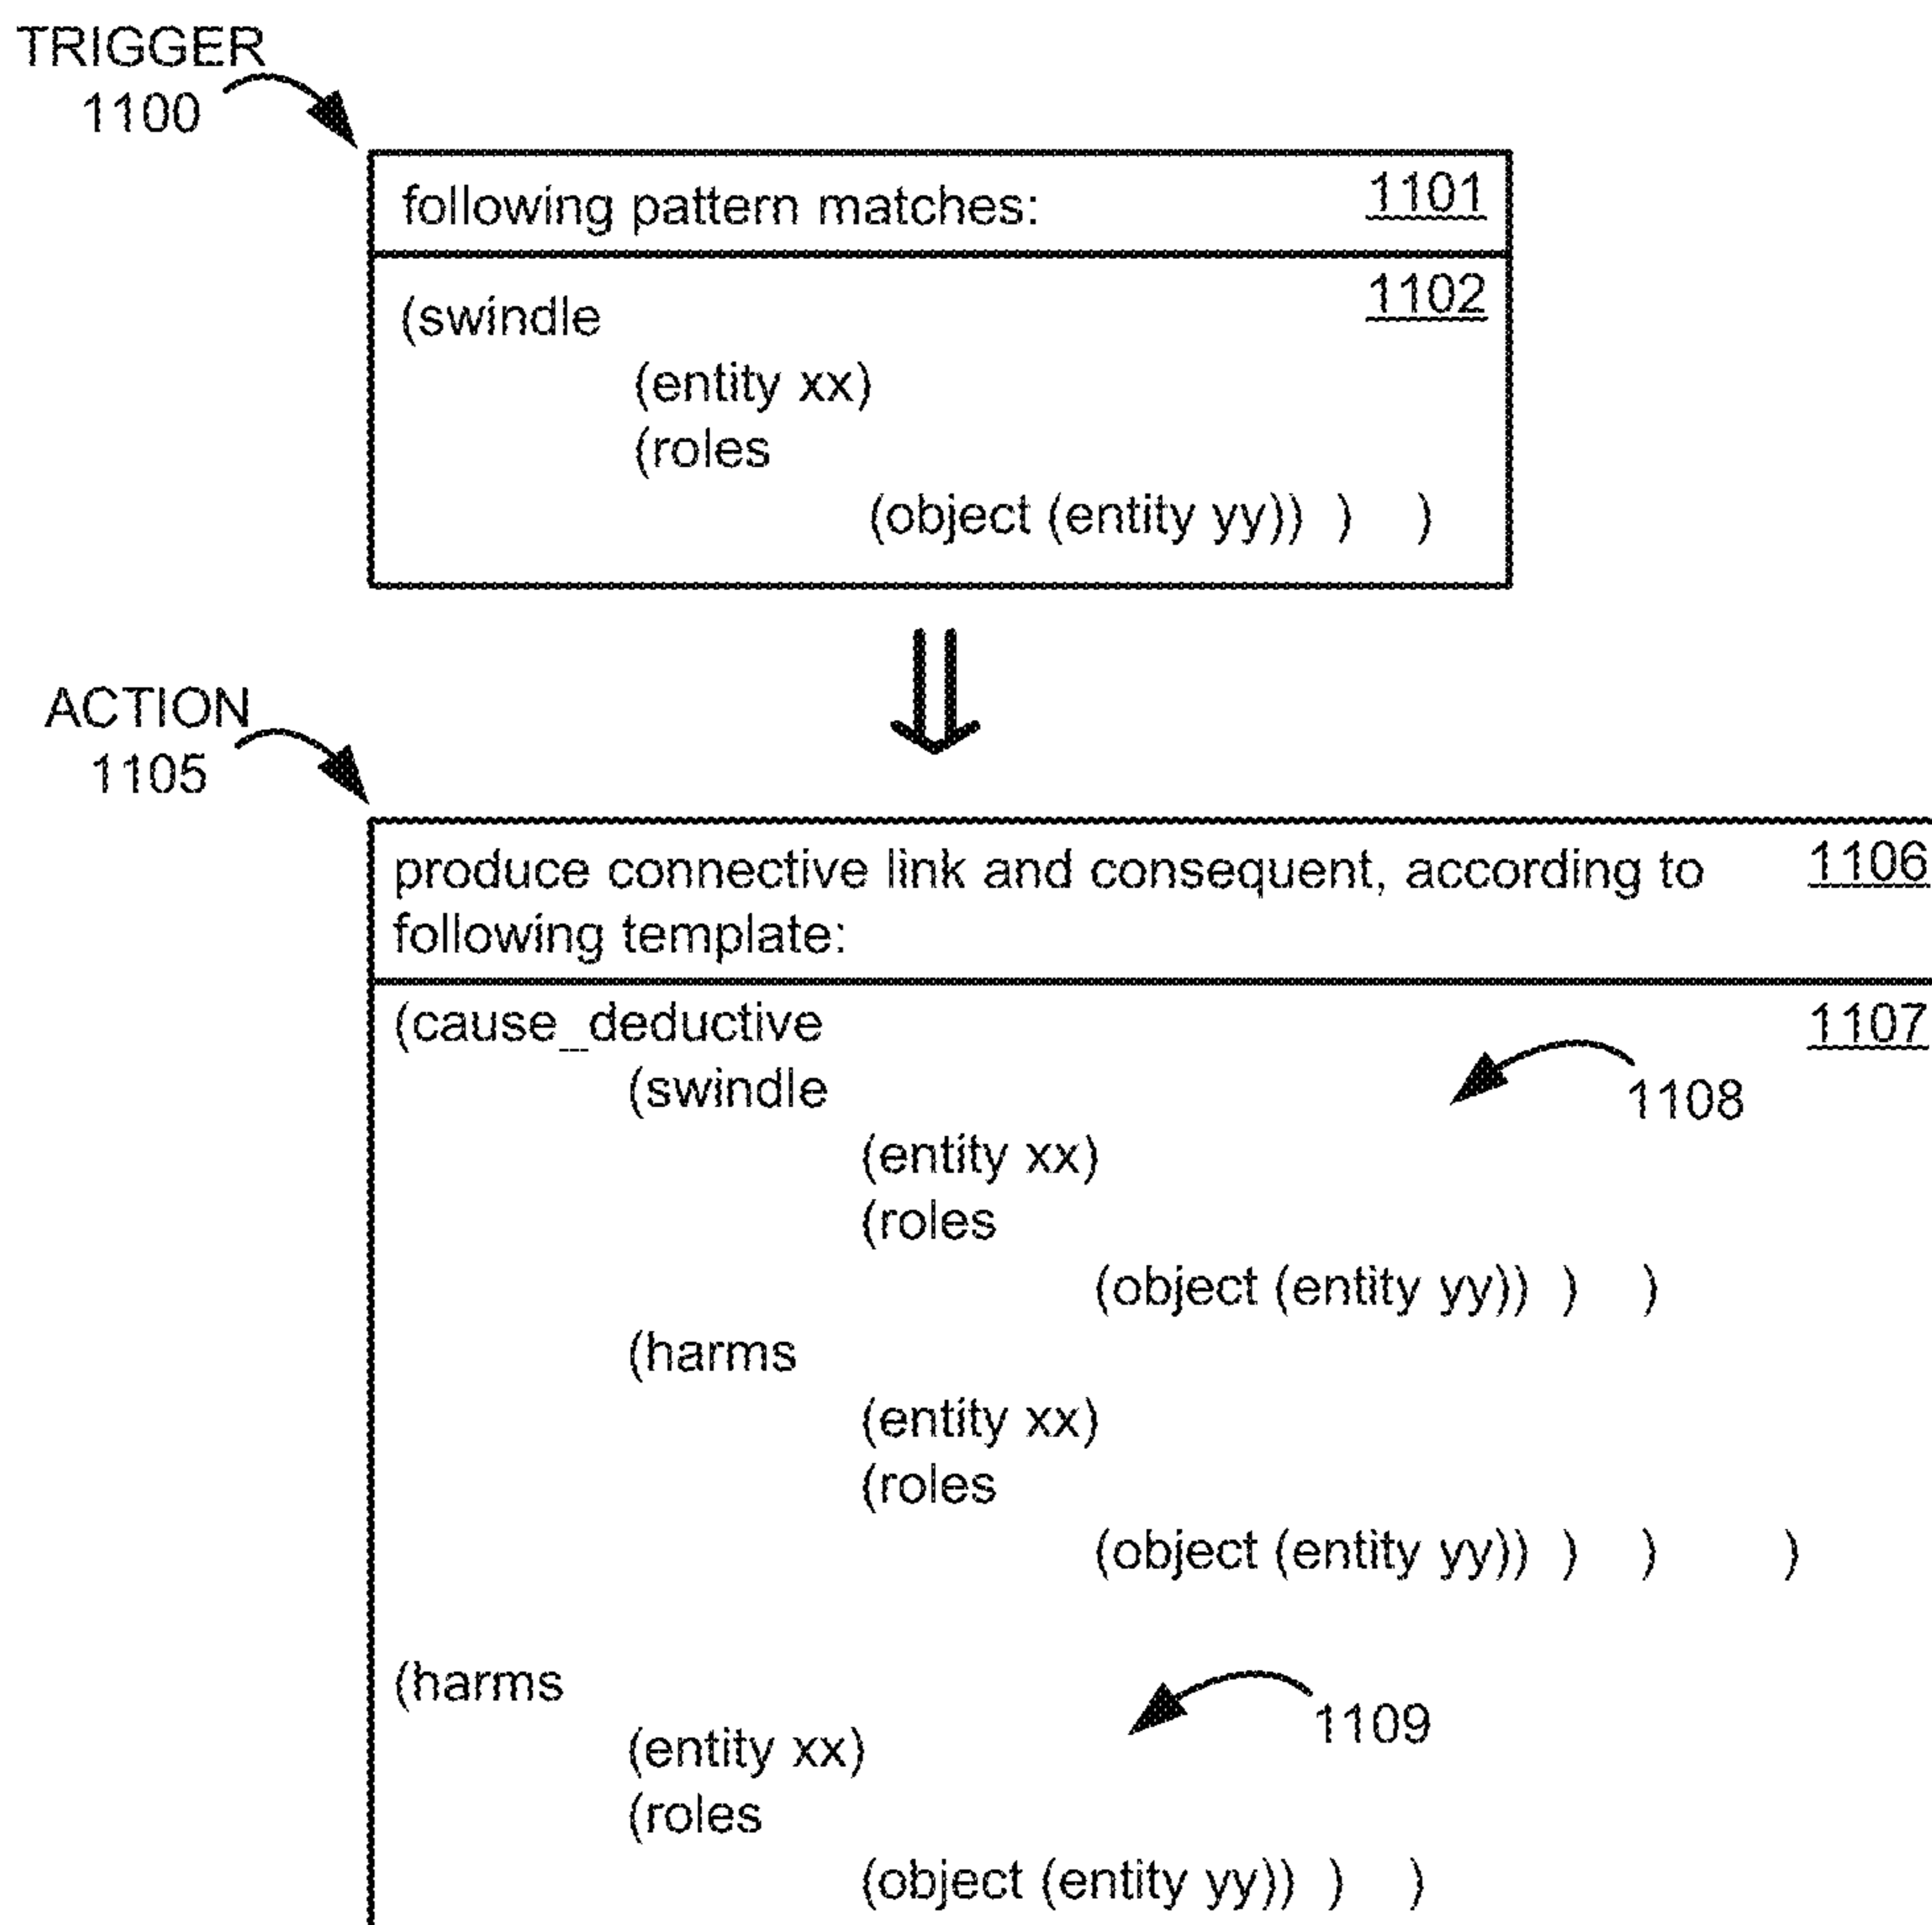 TRIGGER
1100
following pattern matches: 1101
(swindle 1102
(entity xx)
(roles
(object (entity yy)) ) )
ACTION
1105
produce connective link and consequent, according to 1106
following template:
(cause_deductive 1107
(swindle 1108
(entity xx)
(roles
(object (entity yy)) ) )
(harms
(entity xx)
(roles
(object (entity yy)) ) ) )
(harms 1109
(entity xx)
(roles
(object (entity yy)) ) )